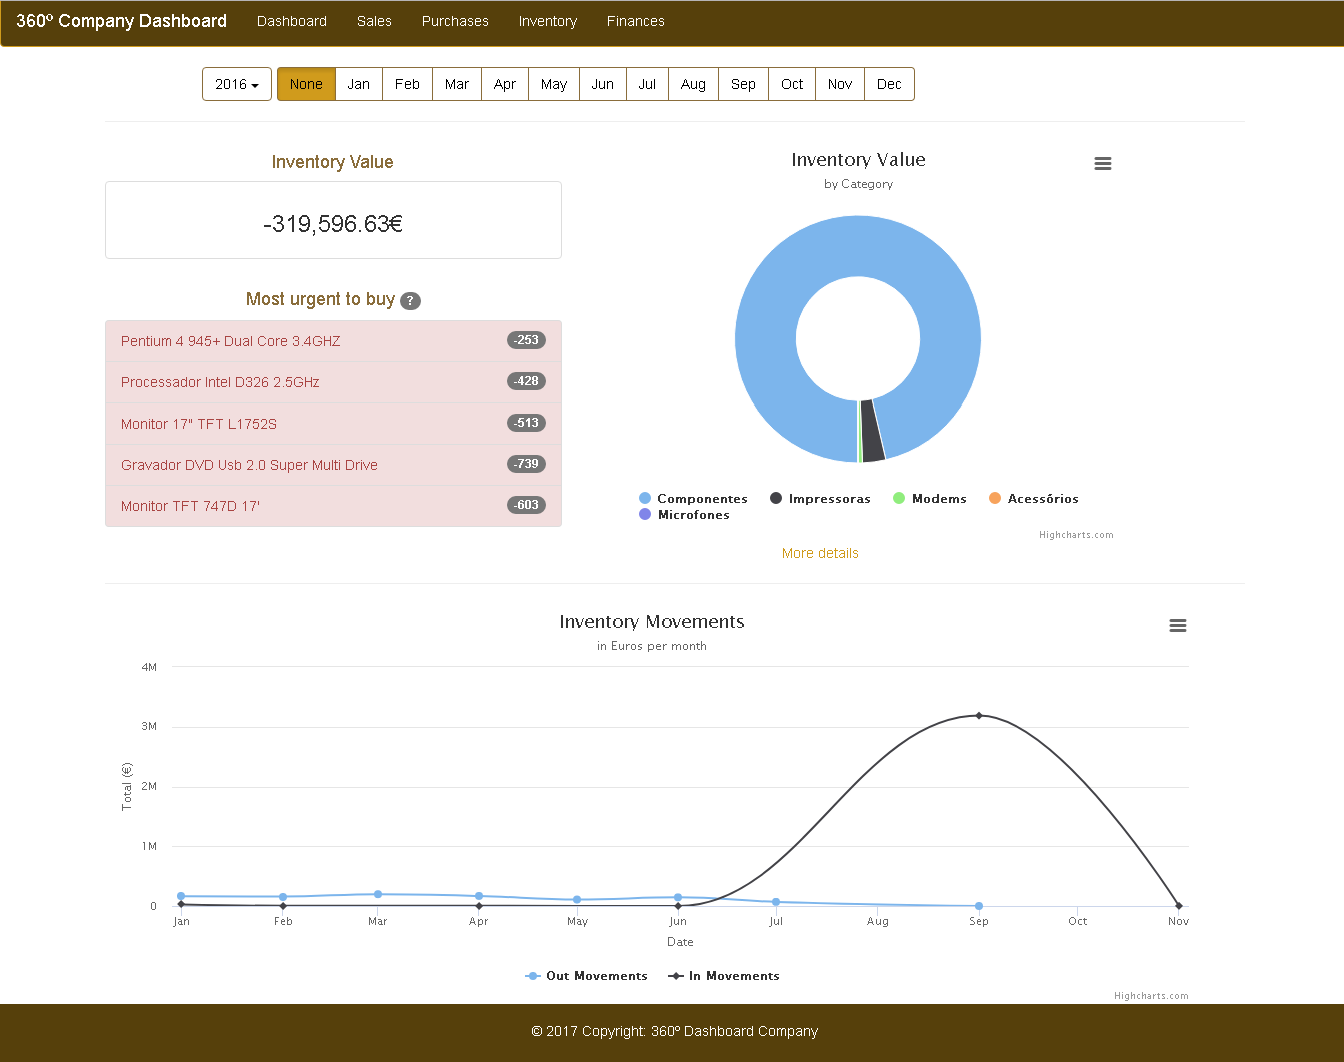 360º Company Dashboard Dashboard Sales Purchases Inventory Finances
2016 None Jan Feb Mar Apr May Jun Jul Aug Sep Oct Nov Dec
Inventory Value
-319,596.63€
Most urgent to buy ?
Pentium 4 945+ Dual Core 3.4GHZ -253
Processador Intel D326 2.5GHz -428
Monitor 17" TFT L1752S -513
Gravador DVD Usb 2.0 Super Multi Drive -739
Monitor TFT 747D 17' -603
Inventory Value
by Category
Componentes Impressoras Modems Acessórios
Microfones
Highcharts.com
More details
Inventory Movements
in Euros per month
4M
3M
2M
1M
0
Total (€)
Jan Feb Mar Apr May Jun Jul Aug Sep Oct Nov
Date
Out Movements In Movements
Highcharts.com
© 2017 Copyright: 360º Dashboard Company